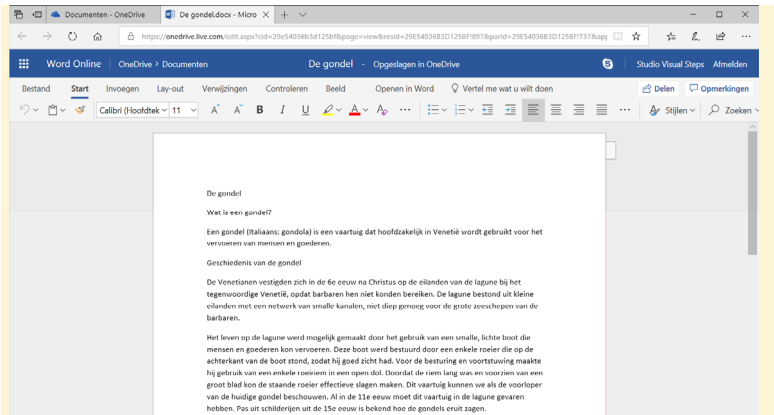 Documenten - OneDrive
De gondel.docx - Micro
https://onedrive.live.com/edit.aspx?cid=29e54036b3d125bf&page=view&resid=29E54036B3D125BF!897&parId=29E54036B3D125BF!737&app
Word Online
OneDrive > Documenten
De gondel - Opgeslagen in OneDrive
Studio Visual Steps
Afmelden
Bestand
Start
Invoegen
Lay-out
Verwijzingen
Controleren
Beeld
Openen in Word
Vertel me wat u wilt doen
Delen
Opmerkingen
Calibri (Hoofdtek
11
A A B I U A A
Stijlen
Zoeken
De gondel
Wat is een gondel?
Een gondel (Italiaans: gondola) is een vaartuig dat hoofdzakelijk in Venetië wordt gebruikt voor het
vervoeren van mensen en goederen.
Geschiedenis van de gondel
De Venetianen vestigden zich in de 6e eeuw na Christus op de eilanden van de lagune bij het
tegenwoordige Venetië, opdat barbaren hen niet konden bereiken. De lagune bestond uit kleine
eilanden met een netwerk van smalle kanalen, niet diep genoeg voor de grote zeeschepen van de
barbaren.
Het leven op de lagune werd mogelijk gemaakt door het gebruik van een smalle, lichte boot die
mensen en goederen kon vervoeren. Deze boot werd bestuurd door een enkele roeier die op de
achterkant van de boot stond, zodat hij goed zicht had. Voor de besturing en voortstuwing maakte
hij gebruik van een enkele roeiriem in een open dol. Doordat de riem lang was en voorzien van een
groot blad kon de staande roeier effectieve slagen maken. Dit vaartuig kunnen we als de voorloper
van de huidige gondel beschouwen. Al in de 11e eeuw moet dit vaartuig in de lagune gevaren
hebben. Pas uit schilderijen uit de 15e eeuw is bekend hoe de gondels eruit zagen.